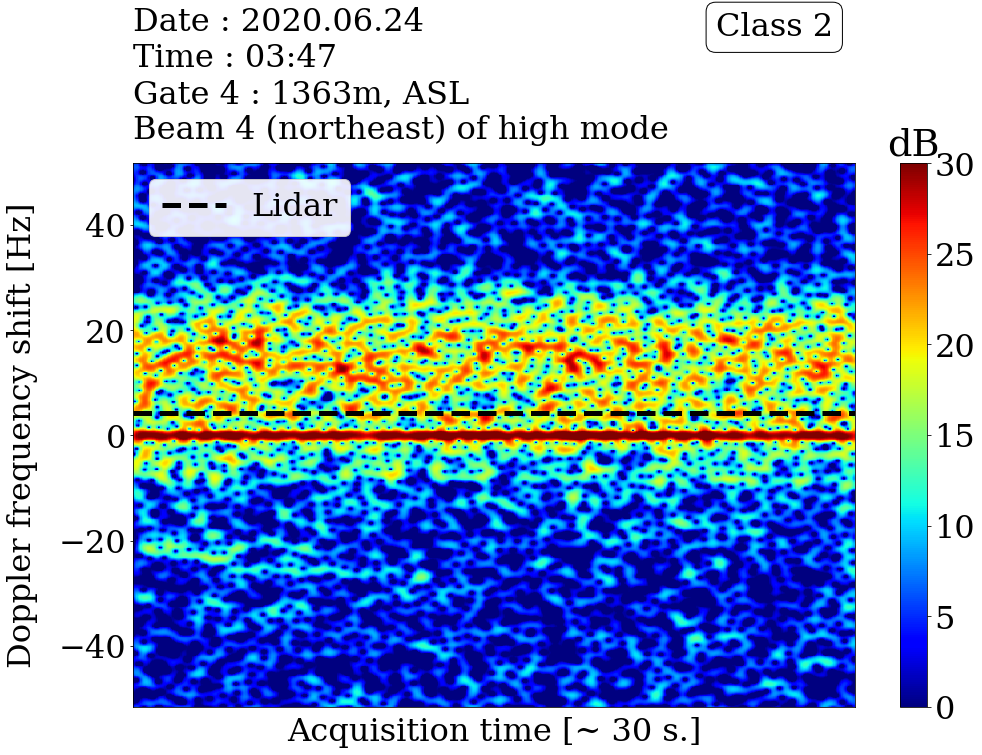 Date : 2020.06.24
Time : 03:47
Gate 4 : 1363m, ASL
Beam 4 (northeast) of high mode
Class 2
dB
Lidar
Doppler frequency shift [Hz]
40
20
0
−20
−40
30
25
20
15
10
5
0
Acquisition time [~ 30 s.]